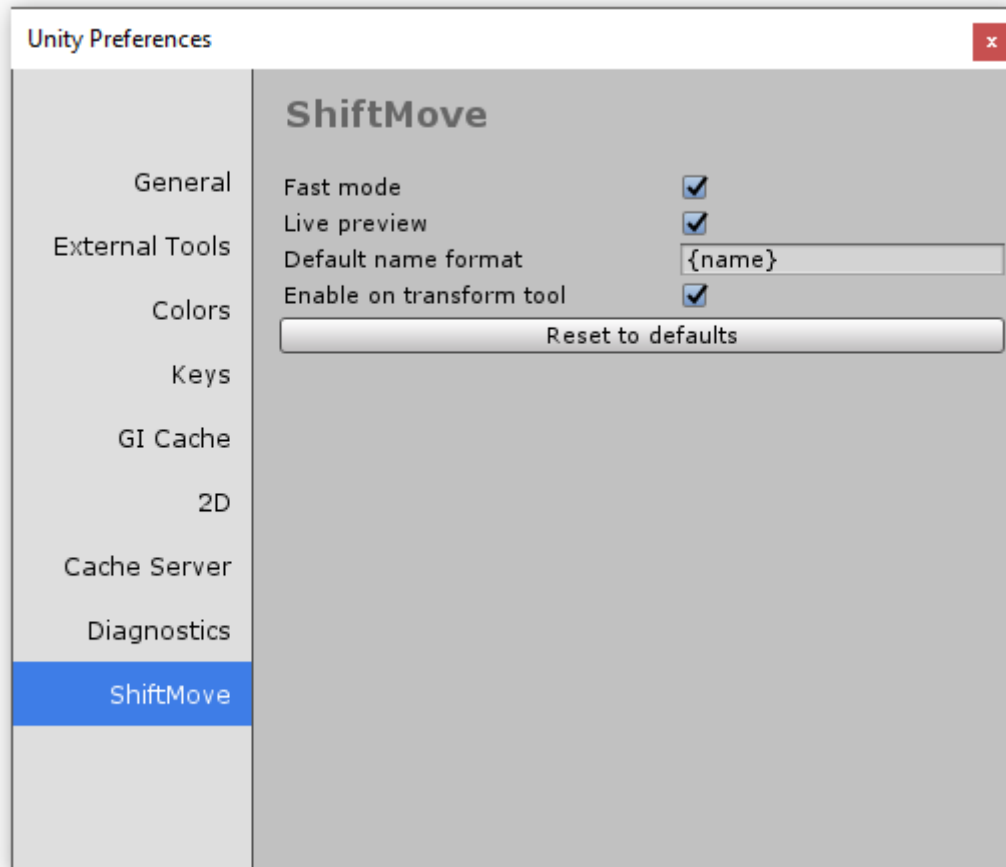 Unity Preferences
x
General
External Tools
Colors
Keys
GI Cache
2D
Cache Server
Diagnostics
ShiftMove
ShiftMove
Fast mode
Live preview
Default name format {name}
Enable on transform tool
Reset to defaults